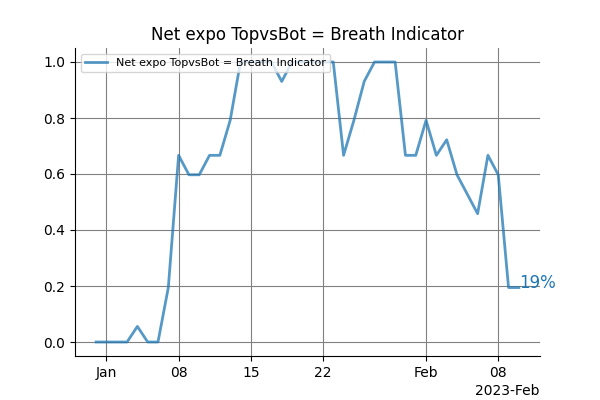 Net expo TopvsBot = Breath Indicator
Net expo TopvsBot = Breath Indicator
1.0
0.8
0.6
0.4
0.2
0.0
19%
Jan 08 15 22 Feb 08
2023-Feb